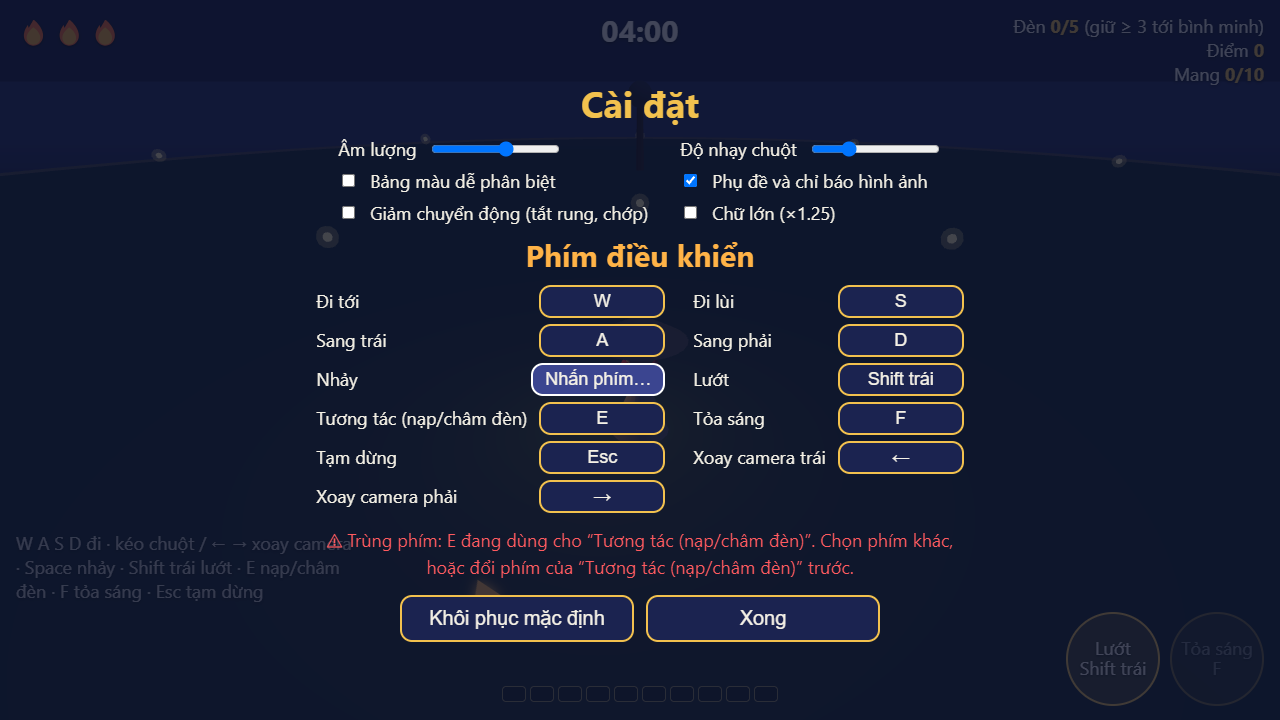 04:00
Đèn 0/5 (giữ ≥ 3 tới bình minh)
Điểm 0
Mang 0/10
Cài đặt
Âm lượng
Độ nhạy chuột
Bảng màu dễ phân biệt
Phụ đề và chỉ báo hình ảnh
Giảm chuyển động (tắt rung, chớp)
Chữ lớn (×1.25)
Phím điều khiển
Đi tới W
Đi lùi S
Sang trái A
Sang phải D
Nhảy Nhấn phím…
Lướt Shift trái
Tương tác (nạp/châm đèn) E
Tỏa sáng F
Tạm dừng Esc
Xoay camera trái ←
Xoay camera phải →
⚠ Trùng phím: E đang dùng cho “Tương tác (nạp/châm đèn)”. Chọn phím khác,
hoặc đổi phím của “Tương tác (nạp/châm đèn)” trước.
W A S D đi · kéo chuột / ← → xoay camera
· Space nhảy · Shift trái lướt · E nạp/châm
đèn · F tỏa sáng · Esc tạm dừng
Khôi phục mặc định
Xong
Lướt
Shift trái
Tỏa sáng
F